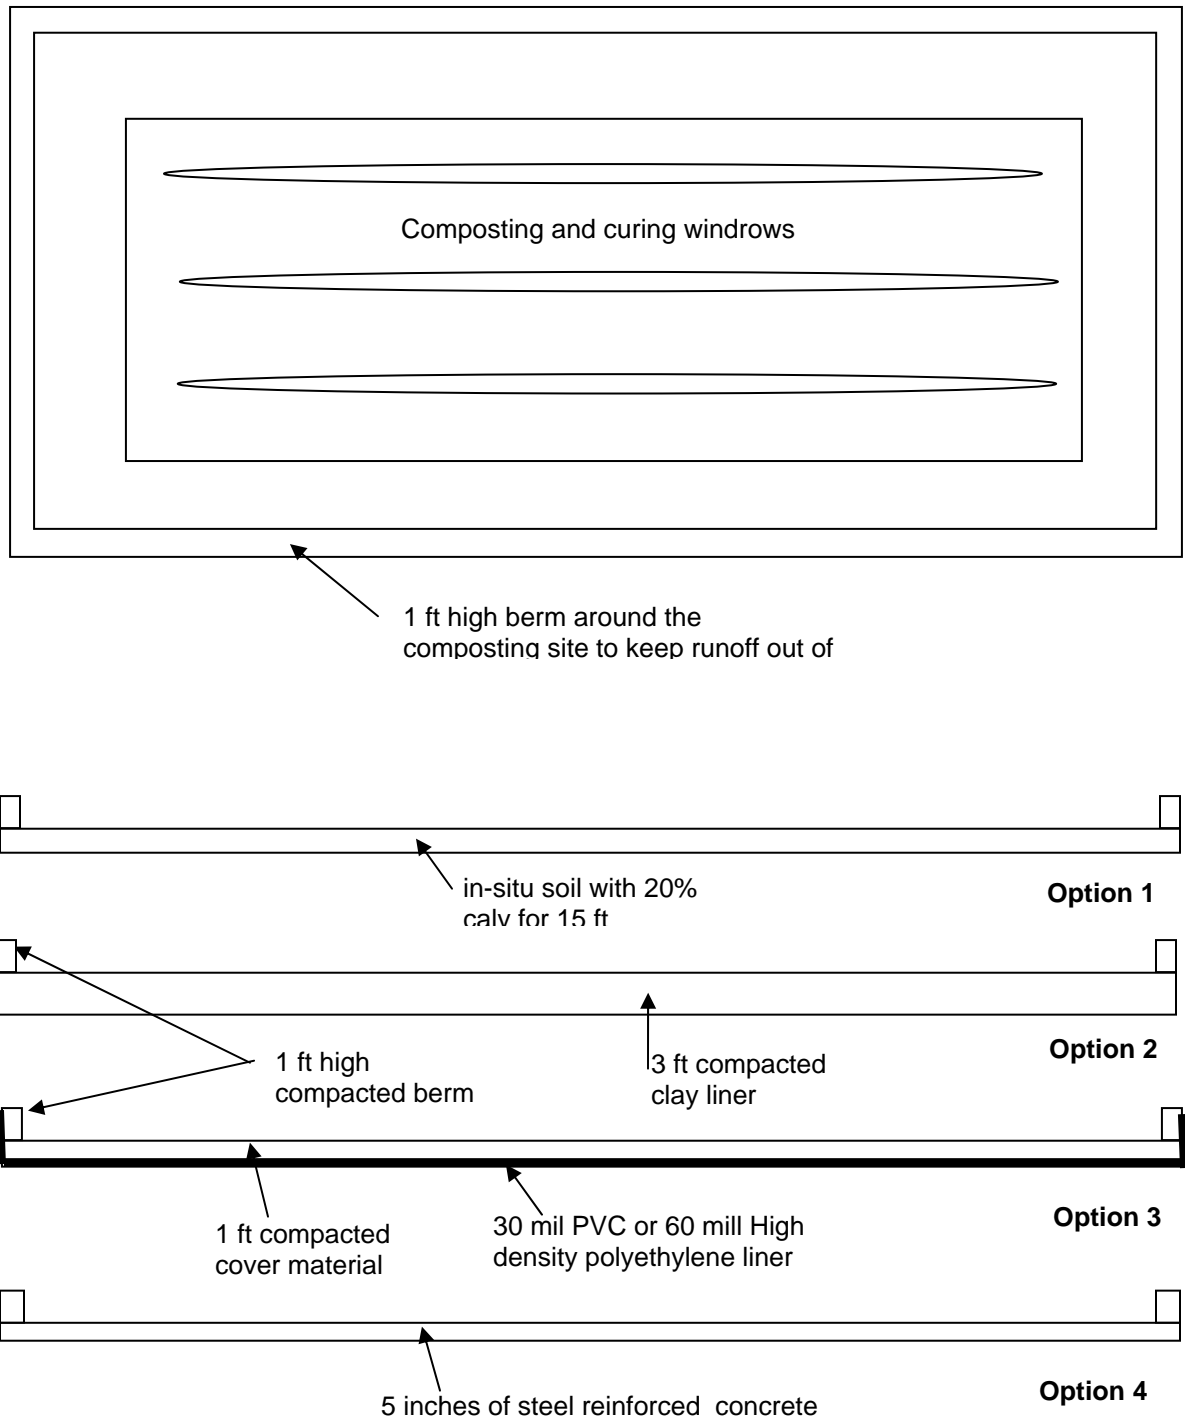 Composting and curing windrows
1 ft high berm around the
composting site to keep runoff out of
in-situ soil with 20%
caly for 15 ft
Option 1
1 ft high
compacted berm
3 ft compacted
clay liner
Option 2
1 ft compacted
cover material
30 mil PVC or 60 mill High
density polyethylene liner
Option 3
5 inches of steel reinforced concrete
Option 4